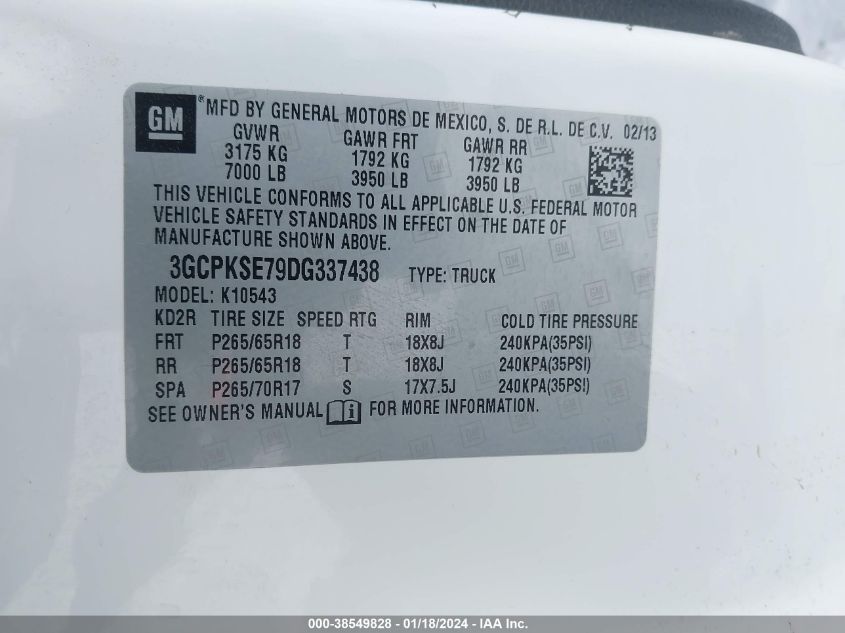 GM ® MFD BY GENERAL MOTORS DE MEXICO, S. DE R.L. DE C.V. 02/13
GVWR GAWR FRT GAWR RR
3175 KG 1792 KG 1792 KG
7000 LB 3950 LB 3950 LB
THIS VEHICLE CONFORMS TO ALL APPLICABLE U.S. FEDERAL MOTOR
VEHICLE SAFETY STANDARDS IN EFFECT ON THE DATE OF
MANUFACTURE SHOWN ABOVE.
3GCPKSE79DG337438 TYPE: TRUCK
MODEL: K10543
KD2R TIRE SIZE SPEED RTG RIM COLD TIRE PRESSURE
FRT P265/65R18 T 18X8J 240KPA(35PSI)
RR P265/65R18 T 18X8J 240KPA(35PSI)
SPA P265/70R17 S 17X7.5J 240KPA(35PSI)
SEE OWNER'S MANUAL i FOR MORE INFORMATION.
000-38549828 - 01/18/2024 - IAA Inc.